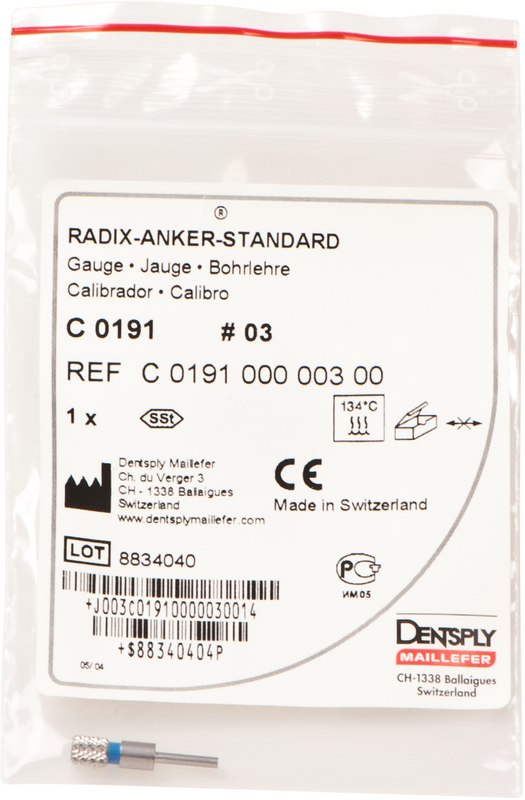 ®
RADIX-ANKER-STANDARD
Gauge • Jauge • Bohrlehre
Calibrador • Calibro
C 0191 # 03
REF C 0191 000 003 00
1 x SSt
134°C
Dentsply Maillefer
Ch. du Verger 3
CH - 1338 Ballaigues
Switzerland
www.dentsplymaillefer.com
CE
Made in Switzerland
LOT 8834040
РСТ
ИМ05
+J003C01910000030014
+$88340404P
05/ 04
DENTSPLY
MAILLEFER
CH-1338 Ballaigues
Switzerland